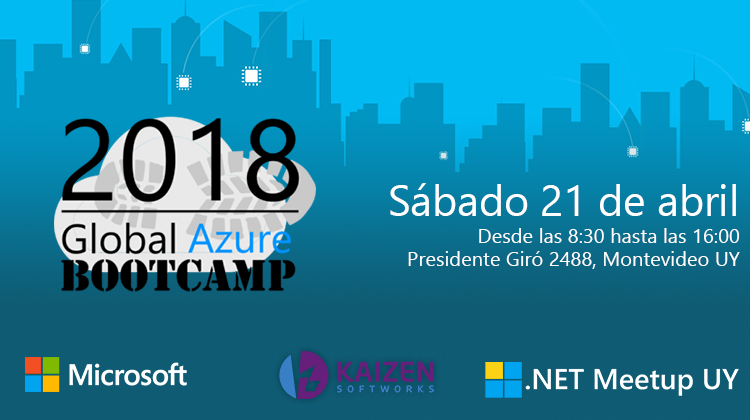 2018
Global Azure
BOOTCAMP
Sábado 21 de abril
Desde las 8:30 hasta las 16:00
Presidente Giró 2488, Montevideo UY
Microsoft
KAIZEN
SOFTWORKS
.NET Meetup UY